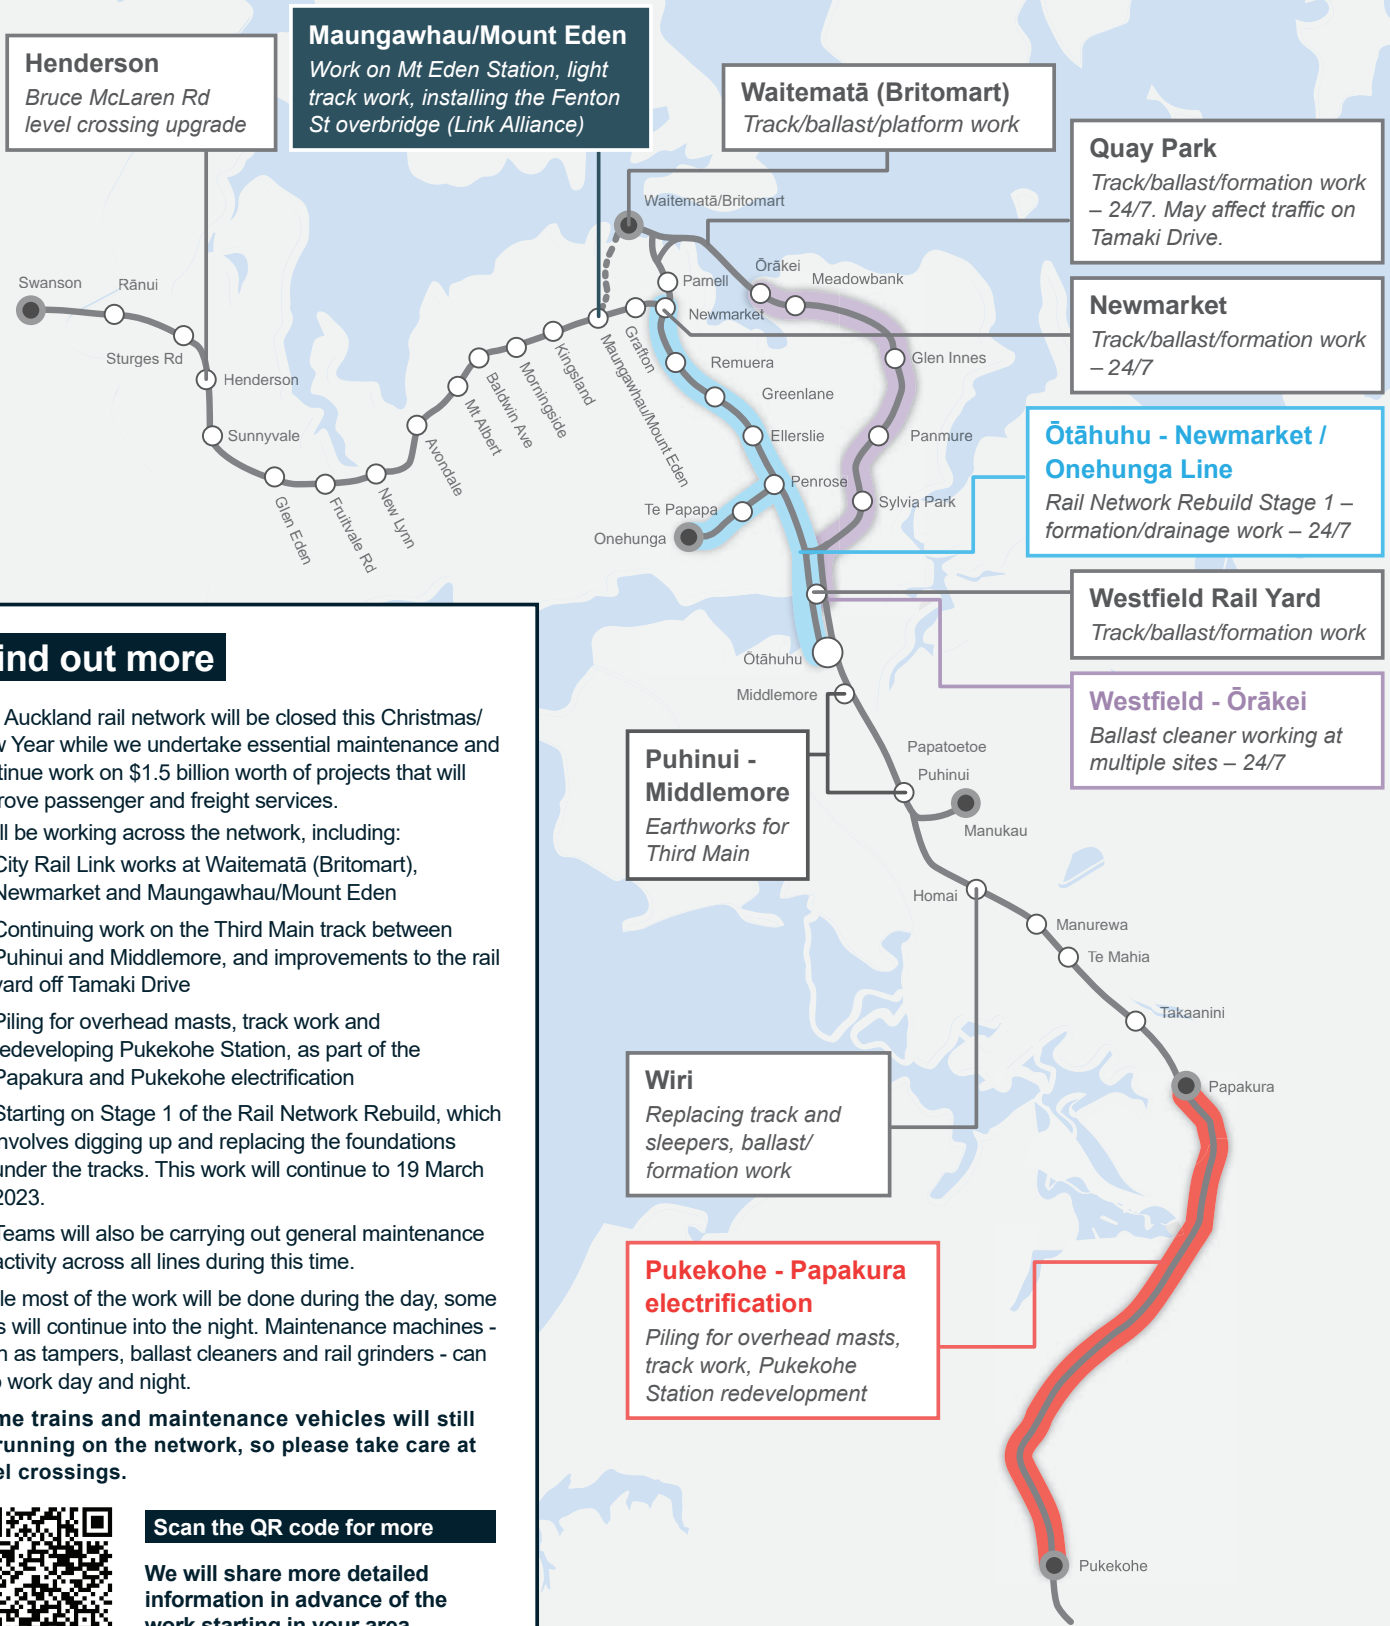 Henderson
Bruce McLaren Rd
level crossing upgrade
Maungawhau/Mount Eden
Work on Mt Eden Station, light
track work, installing the Fenton
St overbridge (Link Alliance)
Waitematā (Britomart)
Track/ballast/platform work
Quay Park
Track/ballast/formation work
– 24/7. May affect traffic on
Tamaki Drive.
Newmarket
Track/ballast/formation work
– 24/7
Ōtāhuhu - Newmarket /
Onehunga Line
Rail Network Rebuild Stage 1 –
formation/drainage work – 24/7
Westfield Rail Yard
Track/ballast/formation work
Westfield - Ōrākei
Ballast cleaner working at
multiple sites – 24/7
Puhinui -
Middlemore
Earthworks for
Third Main
Wiri
Replacing track and
sleepers, ballast/
formation work
Pukekohe - Papakura
electrification
Piling for overhead masts,
track work, Pukekohe
Station redevelopment
Swanson
Rānui
Sturges Rd
Henderson
Sunnyvale
Glen Eden
Fruitvale Rd
New Lynn
Avondale
Mt Albert
Baldwin Ave
Morningside
Kingsland
Maungawhau/Mount Eden
Grafton
Waitematā/Britomart
Parnell
Newmarket
Ōrākei
Meadowbank
Glen Innes
Panmure
Sylvia Park
Remuera
Greenlane
Ellerslie
Penrose
Te Papapa
Onehunga
Ōtāhuhu
Middlemore
Papatoetoe
Puhinui
Manukau
Homai
Manurewa
Te Mahia
Takaanini
Papakura
Pukekohe
ind out more
Auckland rail network will be closed this Christmas/
Year while we undertake essential maintenance and
tinue work on $1.5 billion worth of projects that will
rove passenger and freight services.
ll be working across the network, including:
City Rail Link works at Waitematā (Britomart),
Newmarket and Maungawhau/Mount Eden
Continuing work on the Third Main track between
Puhinui and Middlemore, and improvements to the rail
yard off Tamaki Drive
Piling for overhead masts, track work and
edeveloping Pukekohe Station, as part of the
Papakura and Pukekohe electrification
Starting on Stage 1 of the Rail Network Rebuild, which
nvolves digging up and replacing the foundations
under the tracks. This work will continue to 19 March
2023.
Teams will also be carrying out general maintenance
activity across all lines during this time.
le most of the work will be done during the day, some
s will continue into the night. Maintenance machines -
h as tampers, ballast cleaners and rail grinders - can
o work day and night.
me trains and maintenance vehicles will still
running on the network, so please take care at
el crossings.
Scan the QR code for more
We will share more detailed
information in advance of the
work starting in your area